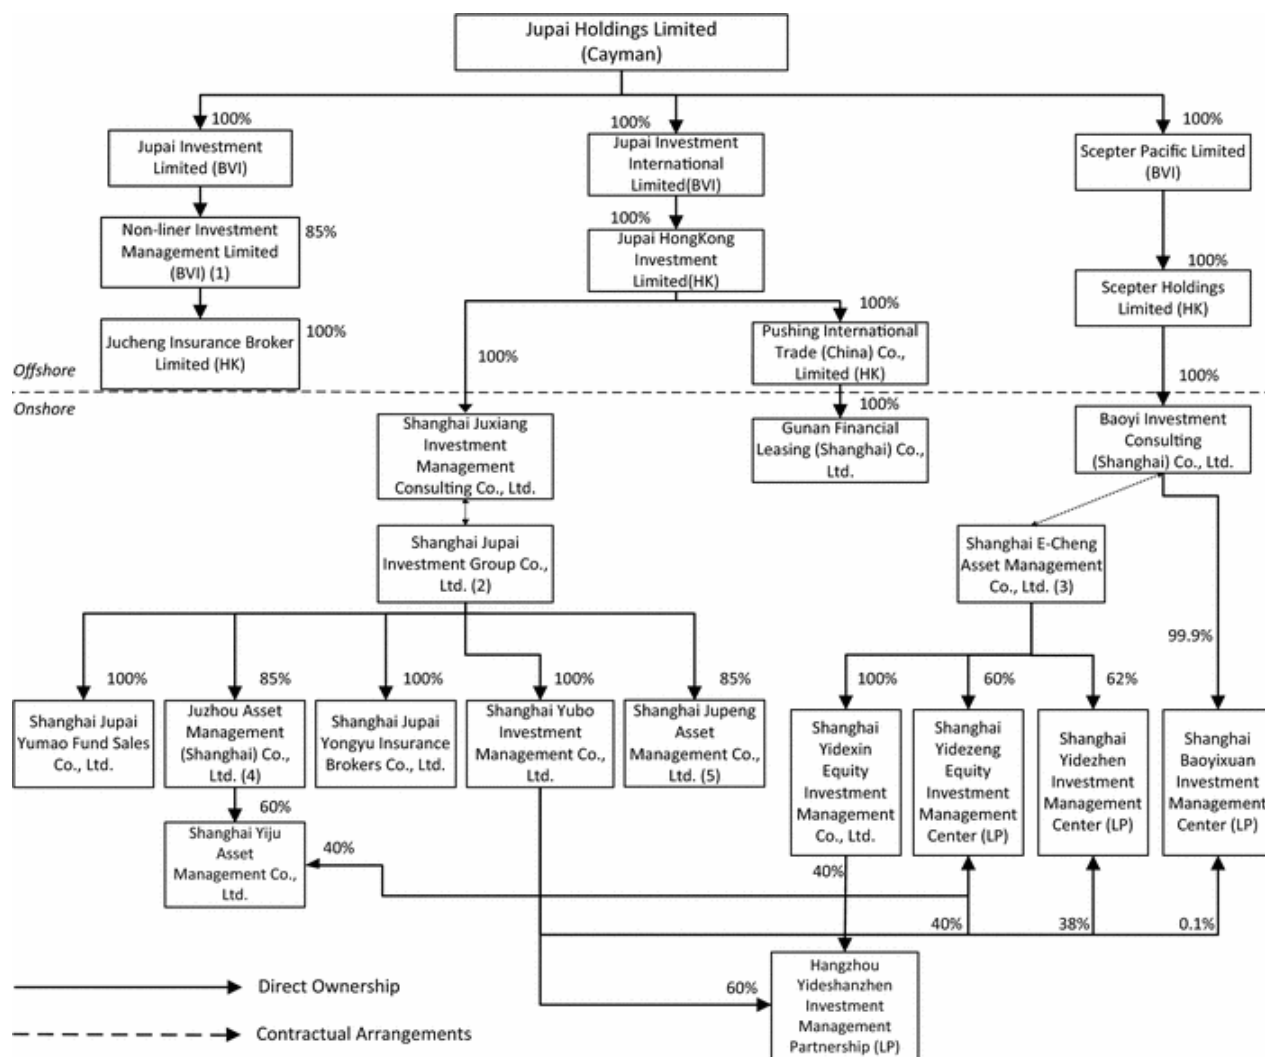 Jupai Holdings Limited
(Cayman)
100%
100%
100%
Jupai Investment
Limited (BVI)
Jupai Investment
International
Limited(BVI)
Scepter Pacific Limited
(BVI)
Non-liner Investment
Management Limited
(BVI) (1)
85%
100%
Jupai HongKong
Investment
Limited(HK)
100%
Scepter Holdings
Limited (HK)
Jucheng Insurance Broker
Limited (HK)
100%
100%
100%
Pushing International
Trade (China) Co.,
Limited (HK)
100%
Offshore
Onshore
Shanghai Juxiang
Investment
Management
Consulting Co., Ltd.
100%
Gunan Financial
Leasing (Shanghai) Co.,
Ltd.
Baoyi Investment
Consulting
(Shanghai) Co., Ltd.
Shanghai Jupai
Investment Group Co.,
Ltd. (2)
Shanghai E-Cheng
Asset Management
Co., Ltd. (3)
99.9%
100%
85%
100%
100%
85%
100%
60%
62%
Shanghai Jupai
Yumao Fund Sales
Co., Ltd.
Juzhou Asset
Management
(Shanghai) Co.,
Ltd. (4)
Shanghai Jupai
Yongyu Insurance
Brokers Co., Ltd.
Shanghai Yubo
Investment
Management Co.,
Ltd.
Shanghai Jupeng
Asset
Management Co.,
Ltd. (5)
Shanghai
Yidexin
Equity
Investment
Management
Co., Ltd.
Shanghai
Yidezeng
Equity
Investment
Management
Center (LP)
Shanghai
Yidezhen
Investment
Management
Center (LP)
Shanghai
Baoyixuan
Investment
Management
Center (LP)
60%
Shanghai Yiju
Asset
Management Co.,
Ltd.
40%
40%
40%
38%
0.1%
Hangzhou
Yideshanzhen
Investment
Management
Partnership (LP)
60%
Direct Ownership
Contractual Arrangements